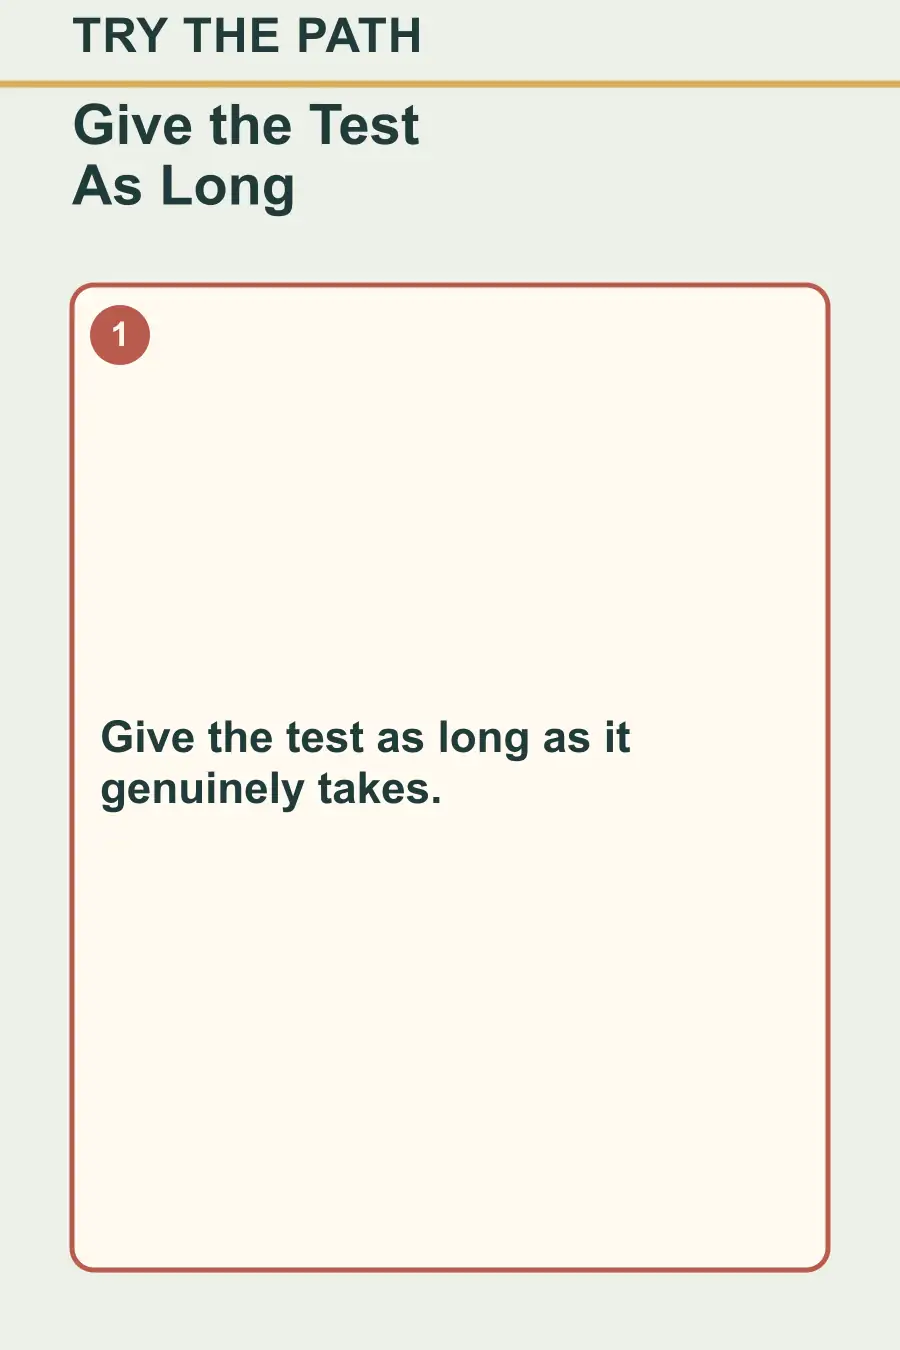 TRY THE PATH
Give the Test
As Long
1
Give the test as long as it
genuinely takes.